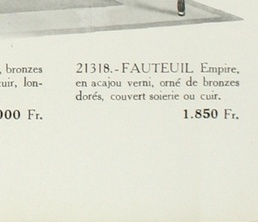 , bronzes
uir, lon-
000 Fr.
21318.-FAUTEUIL Empire,
en acajou verni, orné de bronzes
dorés, couvert soierie ou cuir.
1.850 Fr.